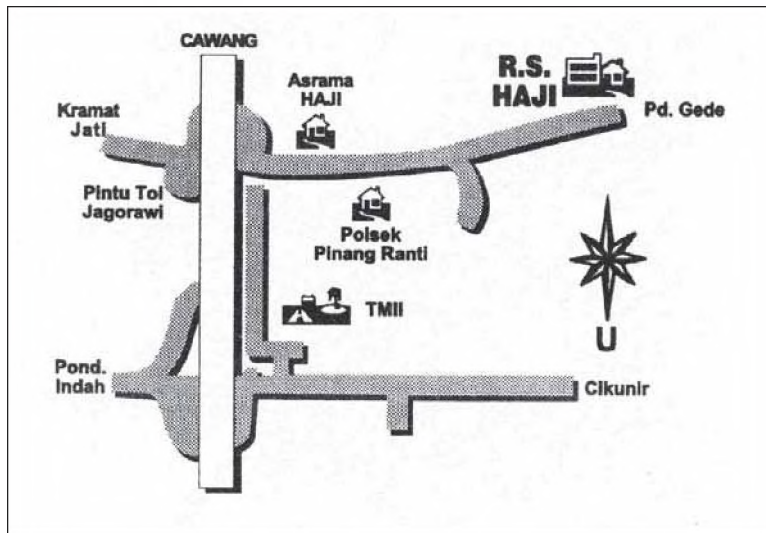 CAWANG
R.S.
HAJI
Asrama
HAJI
Kramat
Jati
Pd. Gede
Pintu Tol
Jagorawi
Polsek
Pinang Ranti
TMII
U
Pond.
Indah
Cikunir